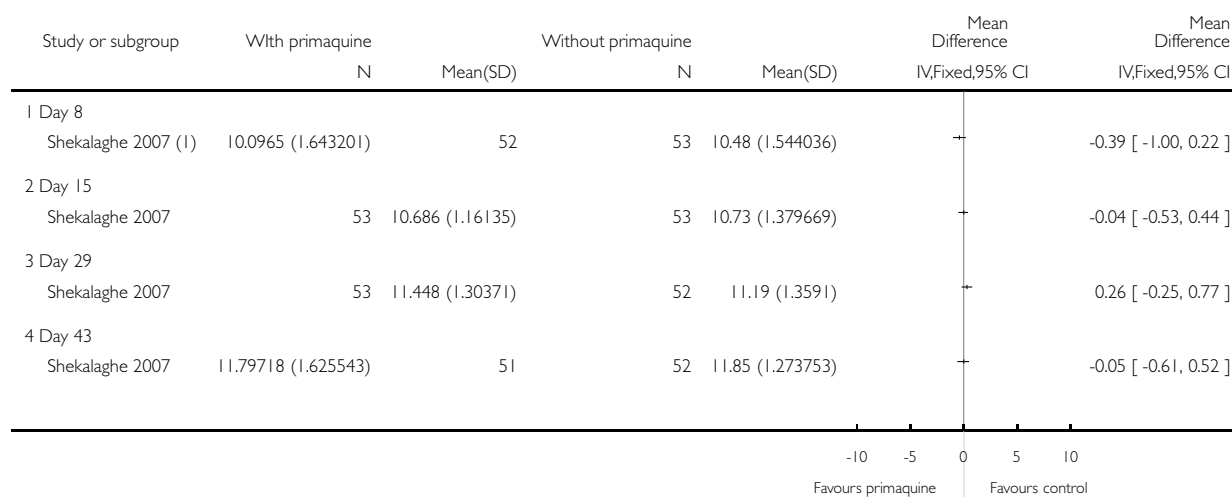 Study or subgroup WIth primaquine Without primaquine Mean Difference Mean Difference
N Mean(SD) N Mean(SD) IV,Fixed,95% CI IV,Fixed,95% CI
1 Day 8
Shekalaghe 2007 (1) 10.0965 (1.643201) 52 53 10.48 (1.544036) -0.39 [ -1.00, 0.22 ]
2 Day 15
Shekalaghe 2007 53 10.686 (1.16135) 53 10.73 (1.379669) -0.04 [ -0.53, 0.44 ]
3 Day 29
Shekalaghe 2007 53 11.448 (1.30371) 52 11.19 (1.3591) 0.26 [ -0.25, 0.77 ]
4 Day 43
Shekalaghe 2007 11.79718 (1.625543) 51 52 11.85 (1.273753) -0.05 [ -0.61, 0.52 ]
-10 -5 0 5 10
Favours primaquine Favours control